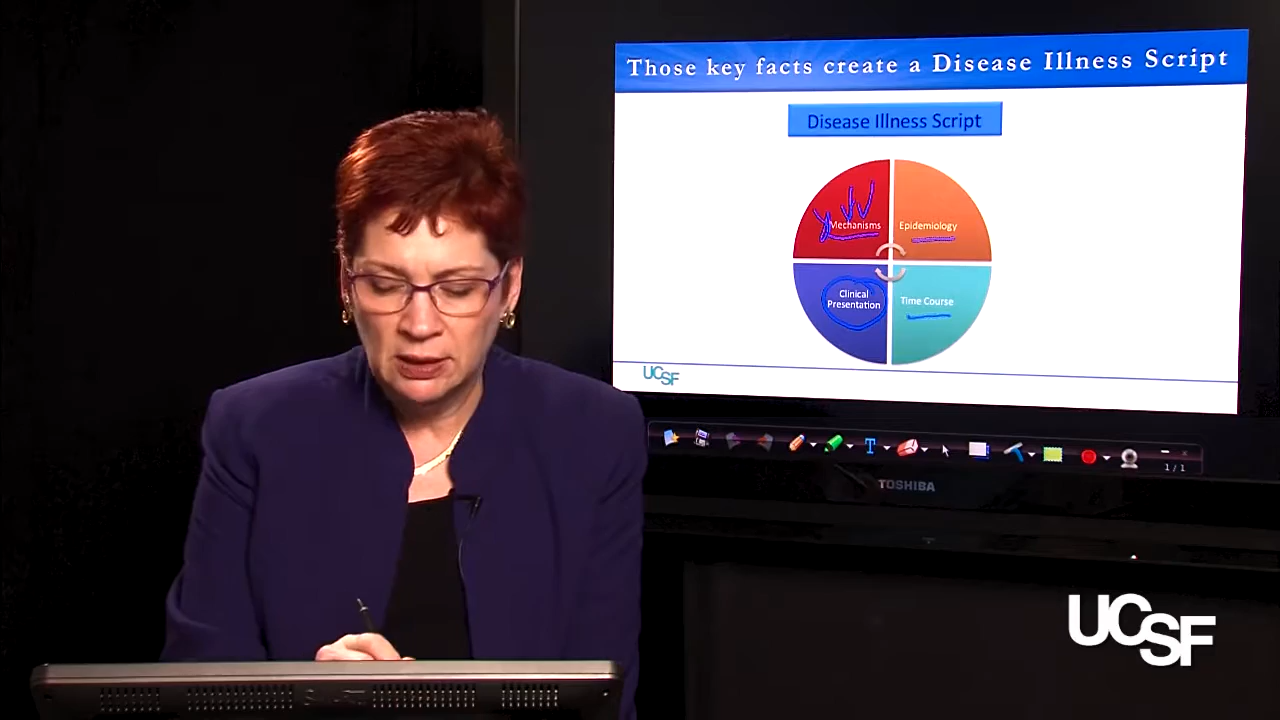 Those key facts create a Disease Illness Script
Disease Illness Script
Mechanisms
Epidemiology
Clinical
Presentation
Time Course
UCSF
T
1 / 1
TOSHIBA
UCSF